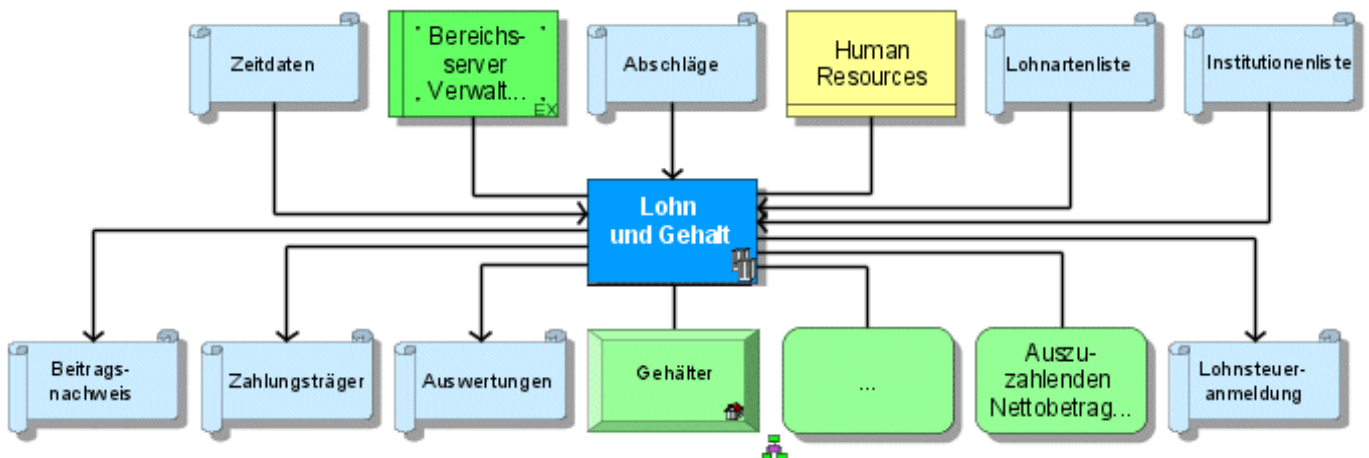 Zeitdaten
Bereichs-
server
Verwalt...
EX
Abschläge
Human
Resources
Lohnartenliste
Institutionenliste
Lohn
und Gehalt
Beitrags-
nachweis
Zahlungsträger
Auswertungen
Gehälter
...
Auszu-
zahlenden
Nettobetrag...
Lohnsteuer-
anmeldung